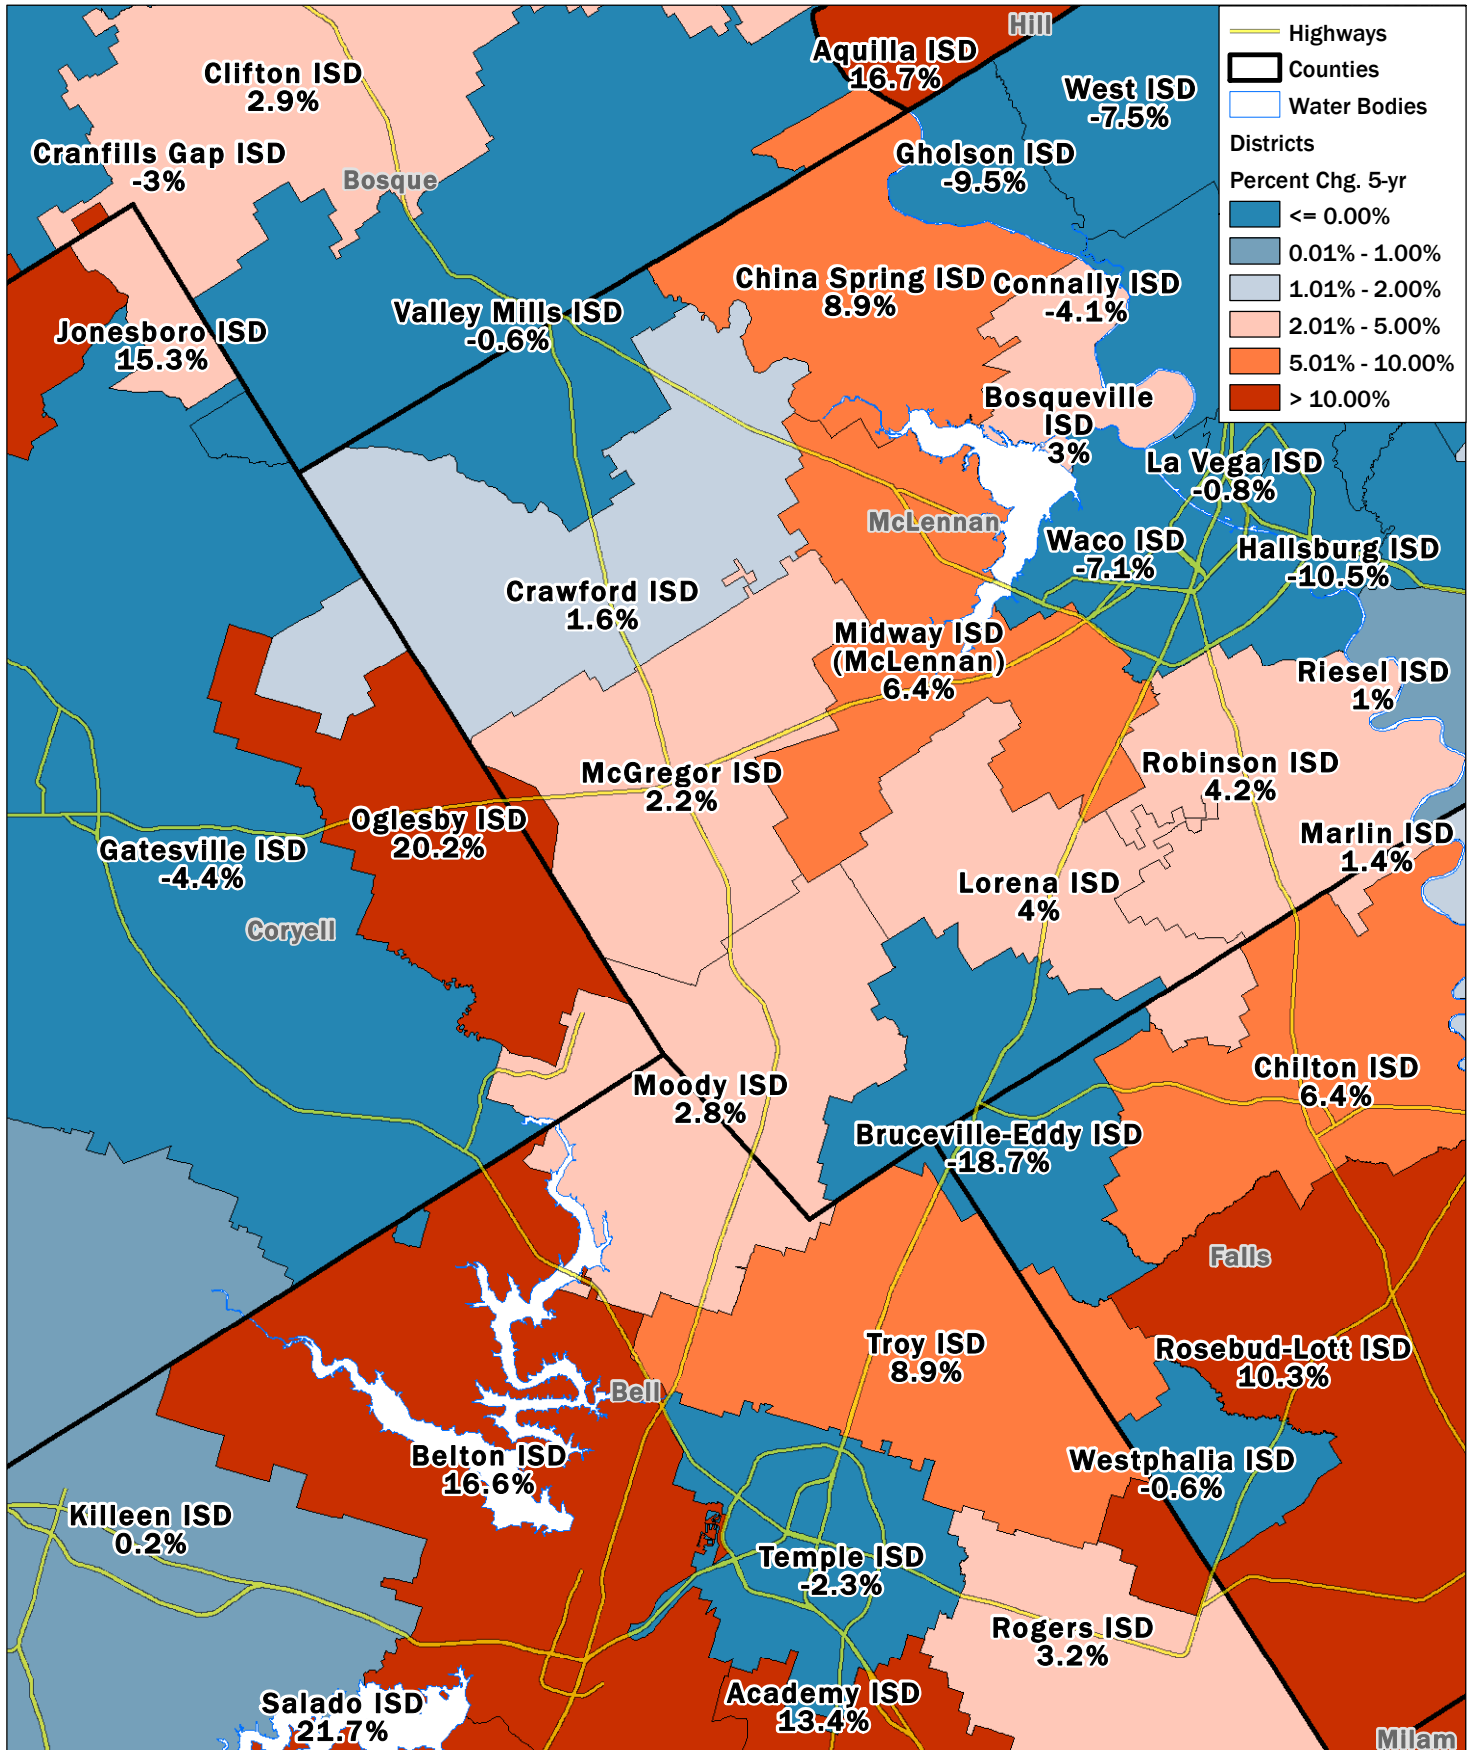 Hill
Aquilla ISD
16.7%
Clifton ISD
2.9%
West ISD
-7.5%
Cranfills Gap ISD
-3%
Bosque
Gholson ISD
-9.5%
Highways
Counties
Water Bodies
Districts
Percent Chg. 5-yr
<= 0.00%
0.01% - 1.00%
1.01% - 2.00%
2.01% - 5.00%
5.01% - 10.00%
> 10.00%
China Spring ISD
8.9%
Connally ISD
-4.1%
Valley Mills ISD
-0.6%
Jonesboro ISD
15.3%
Bosqueville
ISD
3%
La Vega ISD
-0.8%
McLennan
Waco ISD
-7.1%
Hallsburg ISD
-10.5%
Crawford ISD
1.6%
Midway ISD
(McLennan)
6.4%
Riesel ISD
1%
McGregor ISD
2.2%
Robinson ISD
4.2%
Oglesby ISD
20.2%
Gatesville ISD
-4.4%
Marlin ISD
1.4%
Lorena ISD
4%
Coryell
Moody ISD
2.8%
Chilton ISD
6.4%
Bruceville-Eddy ISD
-18.7%
Falls
Troy ISD
8.9%
Rosebud-Lott ISD
10.3%
Bell
Belton ISD
16.6%
Westphalia ISD
-0.6%
Killeen ISD
0.2%
Temple ISD
-2.3%
Rogers ISD
3.2%
Salado ISD
21.7%
Academy ISD
13.4%
Milam